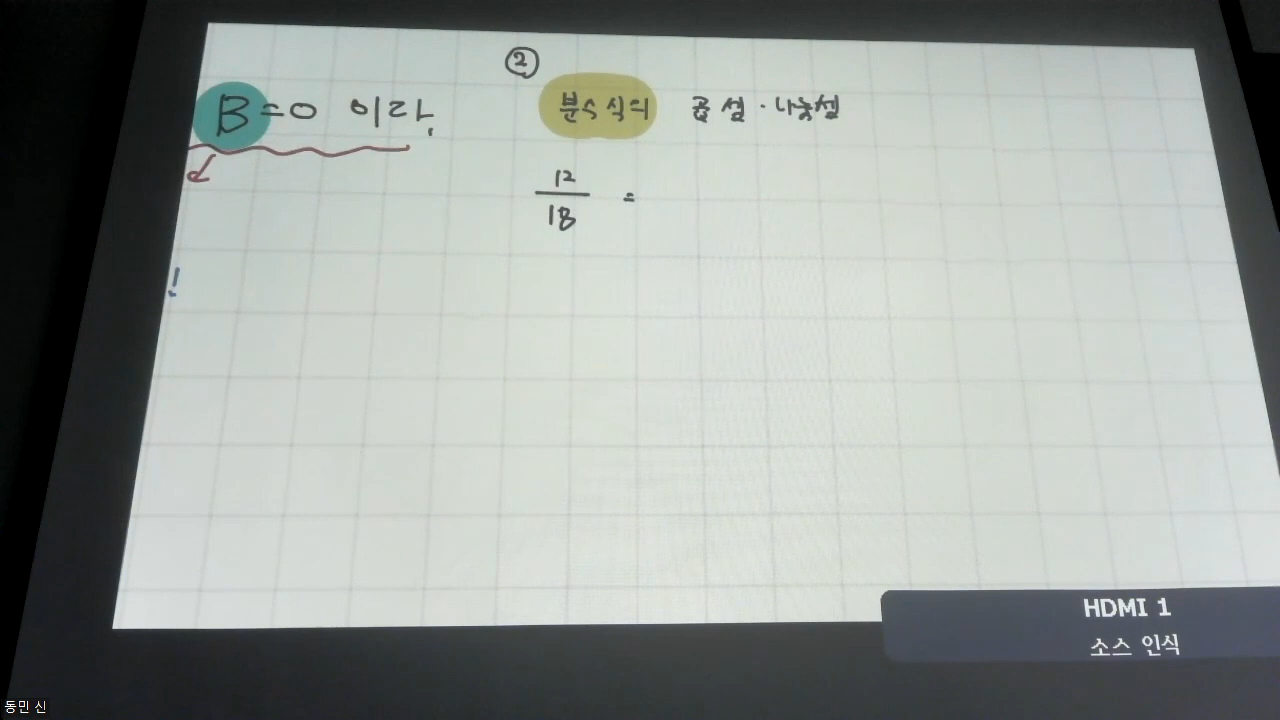 B=0 이라,
!
②
분수식의 곱셈·나눗셈
12
18 =
HDMI 1
소스 인식
동민 신